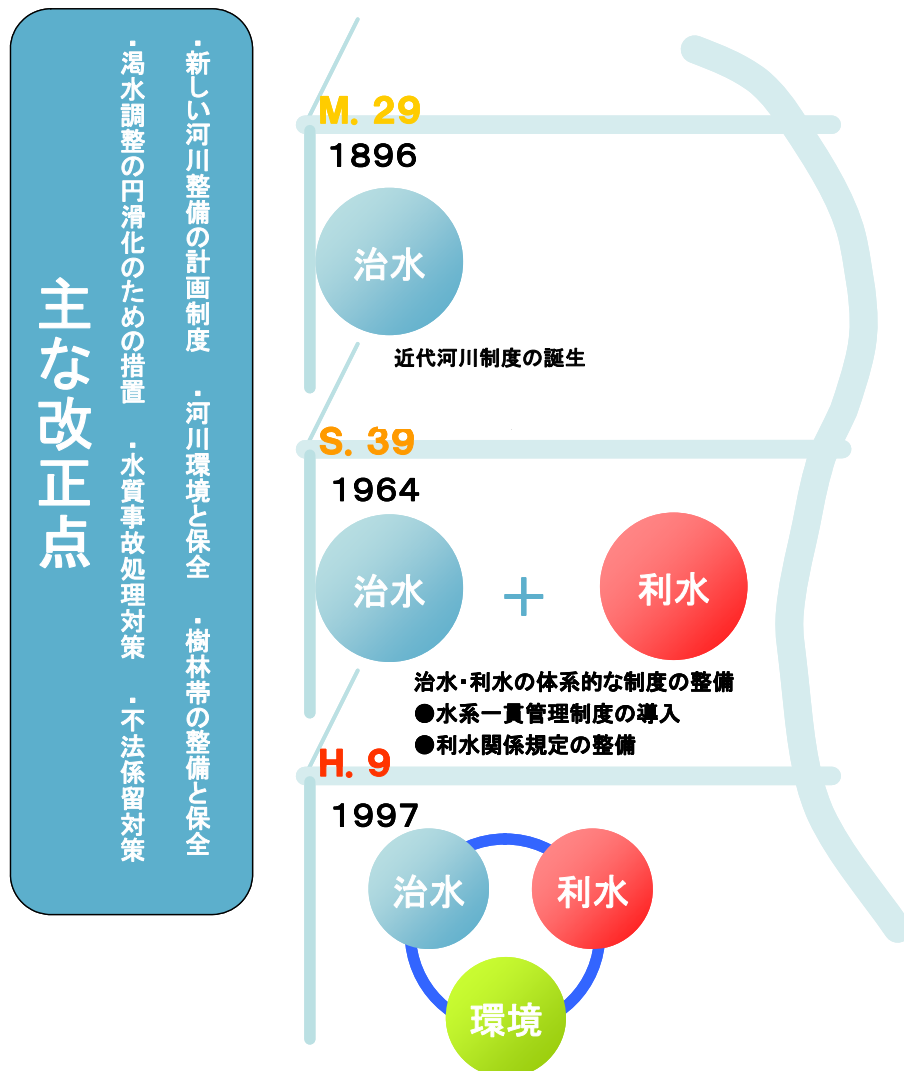 主な改正点
・新しい河川整備の計画制度 ・河川環境と保全 ・樹林帯の整備と保全
・渇水調整の円滑化のための措置 ・水質事故処理対策 ・不法係留対策
M. 29
1896
治水
近代河川制度の誕生
S. 39
1964
治水
+
利水
治水・利水の体系的な制度の整備
●水系一貫管理制度の導入
●利水関係規定の整備
H. 9
1997
治水
利水
環境